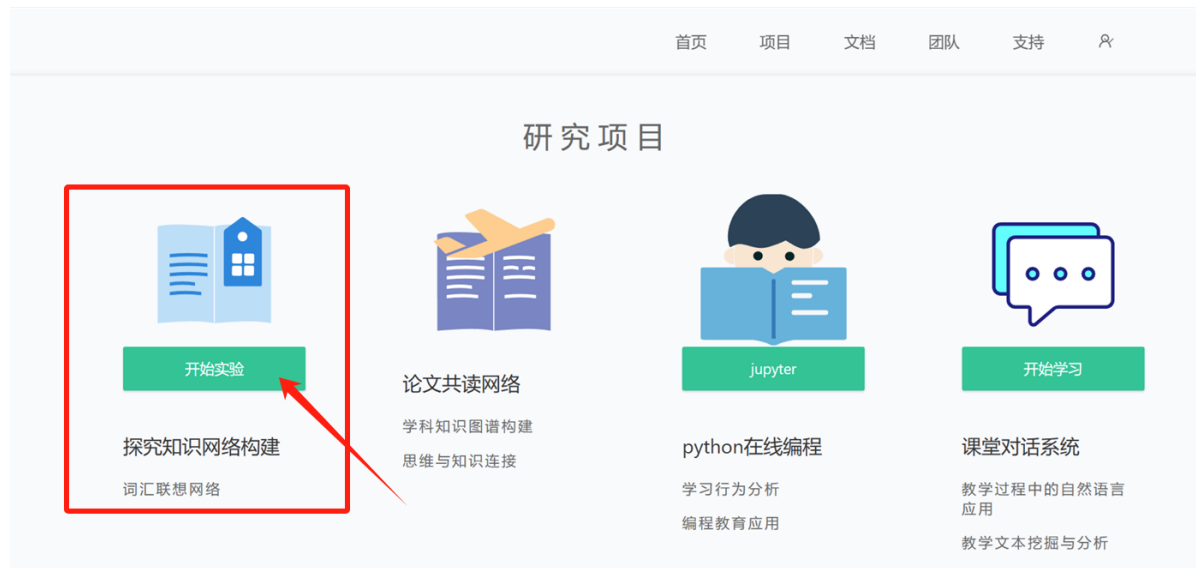 首页 项目 文档 团队 支持
研究项目
开始实验
探究知识网络构建
词汇联想网络
论文共读网络
学科知识图谱构建
思维与知识连接
jupyter
python在线编程
学习行为分析
编程教育应用
开始学习
课堂对话系统
教学过程中的自然语言
应用
教学文本挖掘与分析